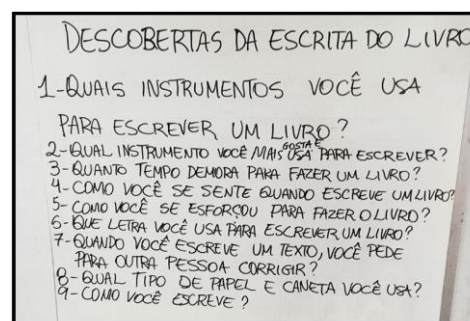 DESCOBERTAS DA ESCRITA DO LIVRO
1-QUAIS INSTRUMENTOS VOCÊ USA
PARA ESCREVER UM LIVRO?
2-QUAL INSTRUMENTO VOCÊ MAIS GOSTA E USA PARA ESCREVER?
3-QUANTO TEMPO DEMORA PARA FAZER UM LIVRO?
4-COMO VOCÊ SE SENTE QUANDO ESCREVE UM LIVRO?
5-COMO VOCÊ SE ESFORÇOU PARA FAZER O LIVRO?
6-QUE LETRA VOCÊ USA PARA ESCREVER UM LIVRO?
7-QUANDO VOCÊ ESCREVE UM TEXTO, VOCÊ PEDE
PARA OUTRA PESSOA CORRIGIR?
8-QUAL TIPO DE PAPEL E CANETA VOCÊ USA?
9-COMO VOCÊ ESCREVE?